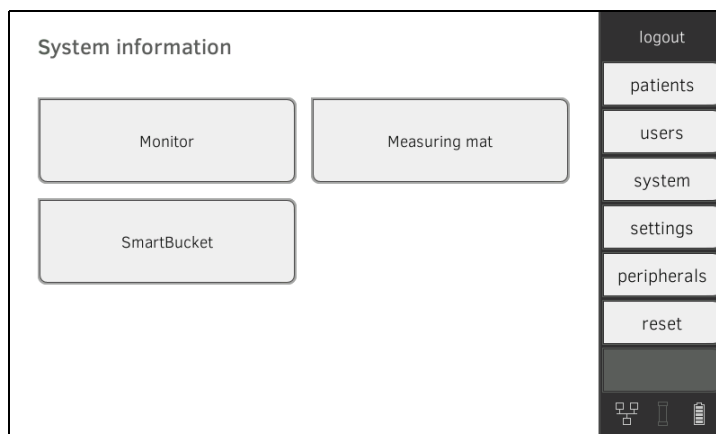 System information
Monitor
Measuring mat
SmartBucket
logout
patients
users
system
settings
peripherals
reset